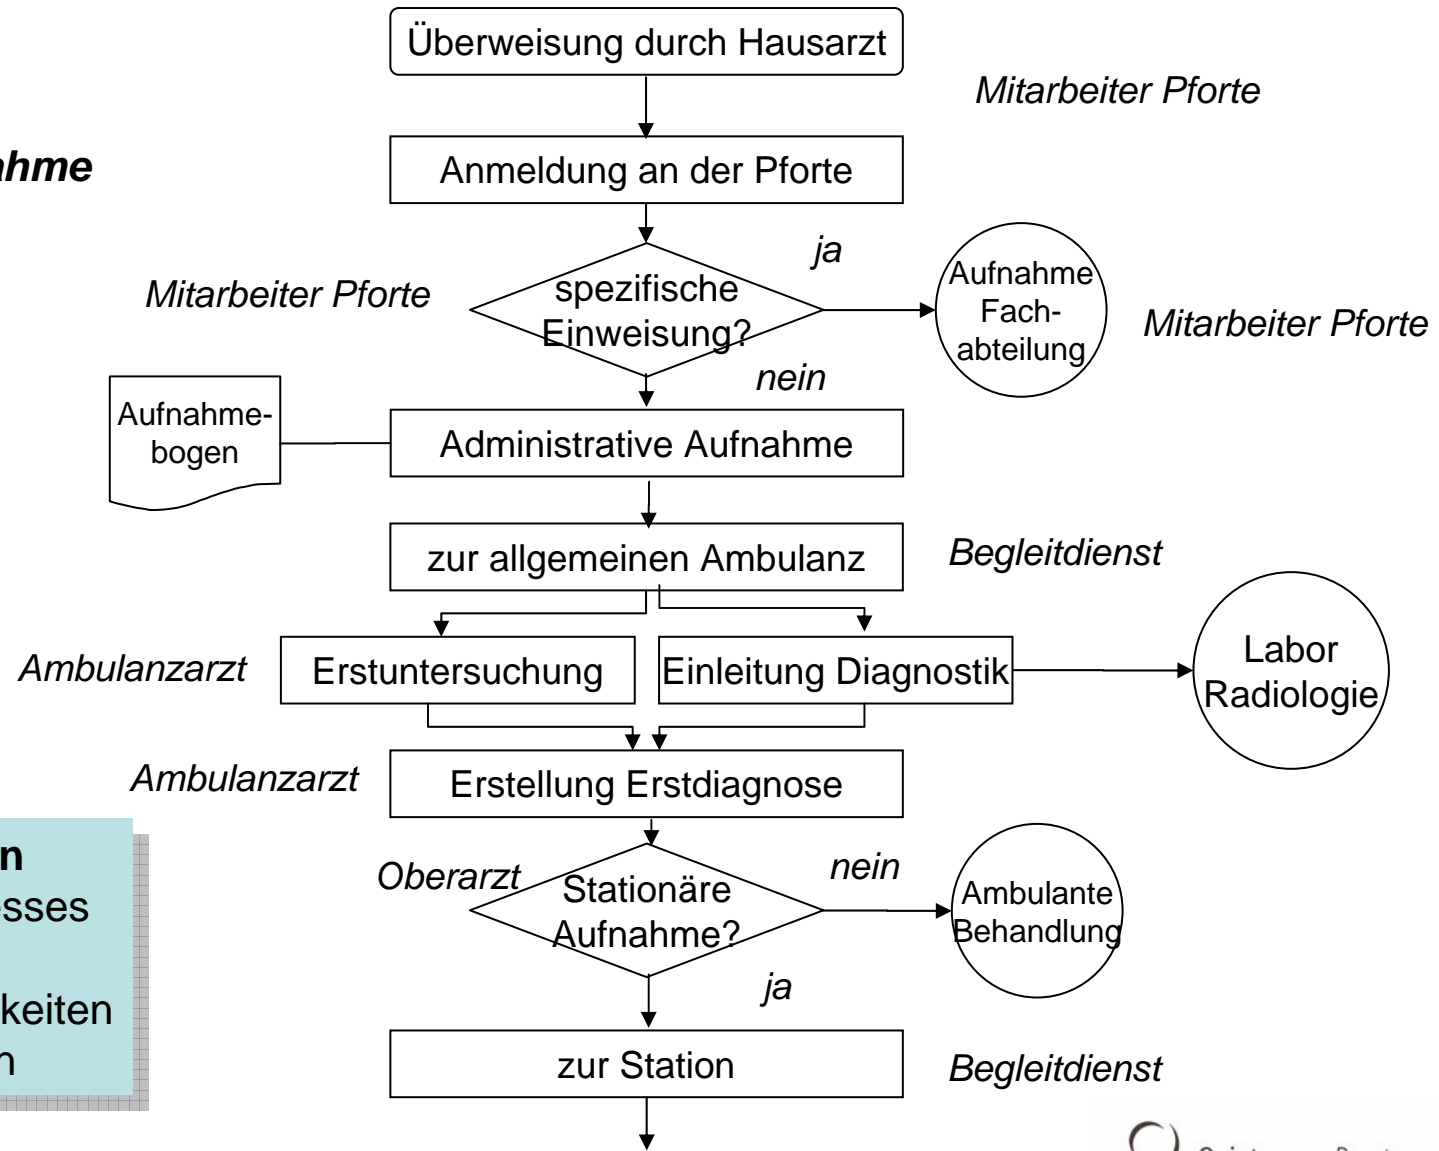 Überweisung durch Hausarzt
Mitarbeiter Pforte
ahme
Anmeldung an der Pforte
ja
Mitarbeiter Pforte
spezifische
Einweisung?
Aufnahme
Fach-
abteilung
Mitarbeiter Pforte
nein
Aufnahme-
bogen
Administrative Aufnahme
zur allgemeinen Ambulanz
Begleitdienst
Ambulanzarzt
Erstuntersuchung
Einleitung Diagnostik
Labor
Radiologie
Ambulanzarzt
Erstellung Erstdiagnose
n
esses
keiten
n
Oberarzt
Stationäre
Aufnahme?
nein
Ambulante
Behandlung
ja
zur Station
Begleitdienst